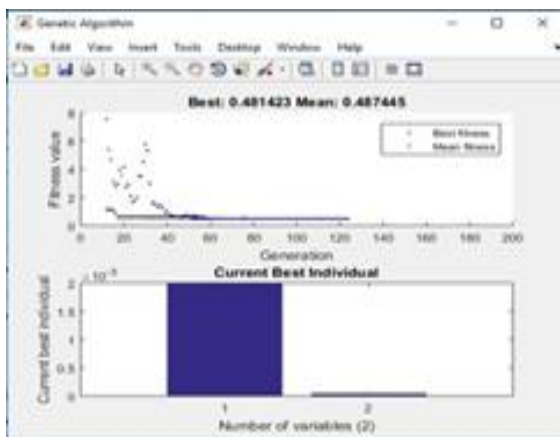 Genetic Algorithm
File Edit View Insert Tools Desktop Window Help
Best: 0.481423 Mean: 0.487445
Best fitness
Mean fitness
Fitness value
8
6
4
2
0
0 20 40 60 80 100 120 140 160 180 200
Generation
Current Best Individual
Current best individual
2
1.5
1
0.5
0
1 2
Number of variables (2)